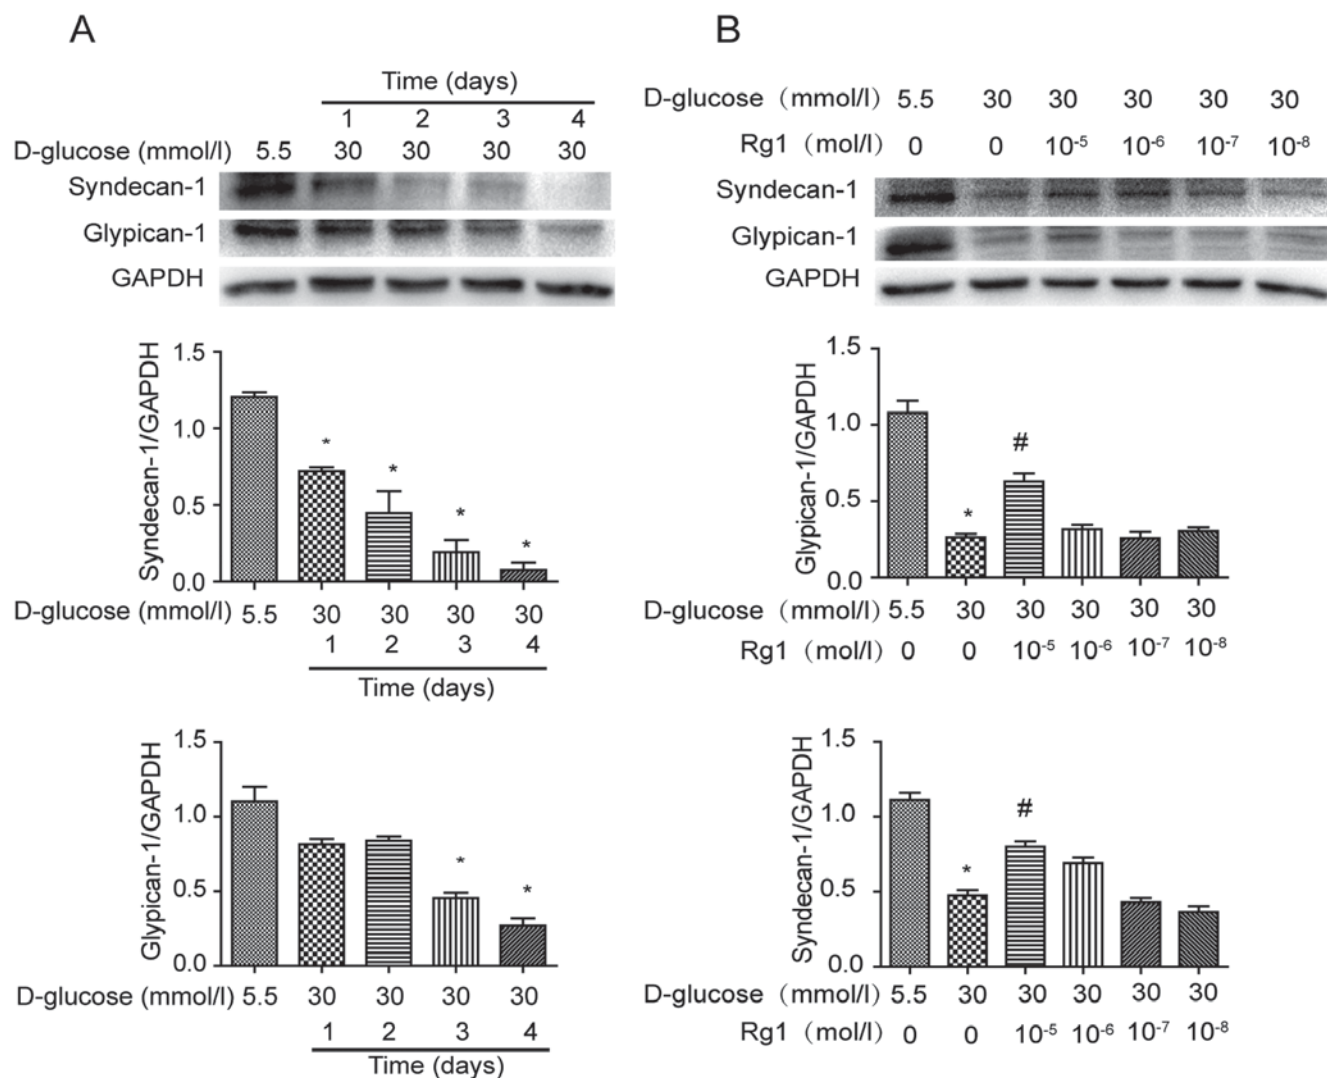 A
Time (days)
1 2 3 4
D-glucose (mmol/l) 5.5 30 30 30 30
Syndecan-1
Glypican-1
GAPDH
Syndecan-1/GAPDH
1.5
1.0
0.5
0.0
* * * *
D-glucose (mmol/l) 5.5 30 30 30 30
1 2 3 4
Time (days)
Glypican-1/GAPDH
1.5
1.0
0.5
0.0
* *
D-glucose (mmol/l) 5.5 30 30 30 30
1 2 3 4
Time (days)
B
D-glucose (mmol/l) 5.5 30 30 30 30 30
Rg1 (mol/l) 0 0 10⁻⁵ 10⁻⁶ 10⁻⁷ 10⁻⁸
Syndecan-1
Glypican-1
GAPDH
Glypican-1/GAPDH
1.5
1.0
0.5
0.0
* #
D-glucose (mmol/l) 5.5 30 30 30 30 30
Rg1 (mol/l) 0 0 10⁻⁵ 10⁻⁶ 10⁻⁷ 10⁻⁸
Syndecan-1/GAPDH
1.5
1.0
0.5
0.0
* #
D-glucose (mmol/l) 5.5 30 30 30 30 30
Rg1 (mol/l) 0 0 10⁻⁵ 10⁻⁶ 10⁻⁷ 10⁻⁸